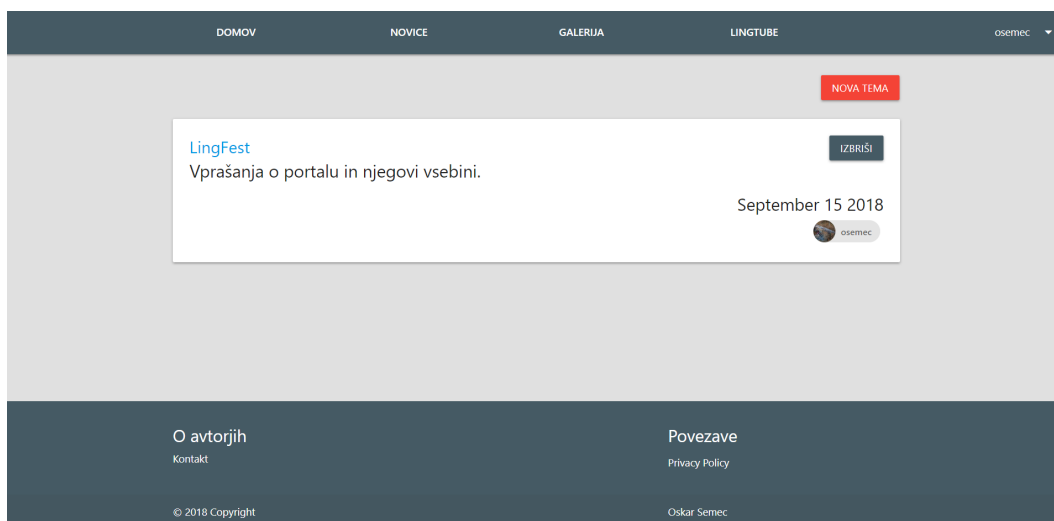 DOMOV NOVICE GALERIJA LINGTUBE osemec
NOVA TEMA
LingFest IZBRIŠI
Vprašanja o portalu in njegovi vsebini.
September 15 2018
osemec
O avtorjih Povezave
Kontakt Privacy Policy
© 2018 Copyright Oskar Semec